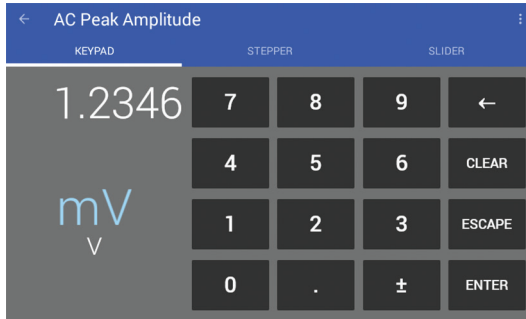 ← AC Peak Amplitude
KEYPAD STEPPER SLIDER
1.2346 7 8 9 ←
4 5 6 CLEAR
mV 1 2 3 ESCAPE
V
0 . ± ENTER